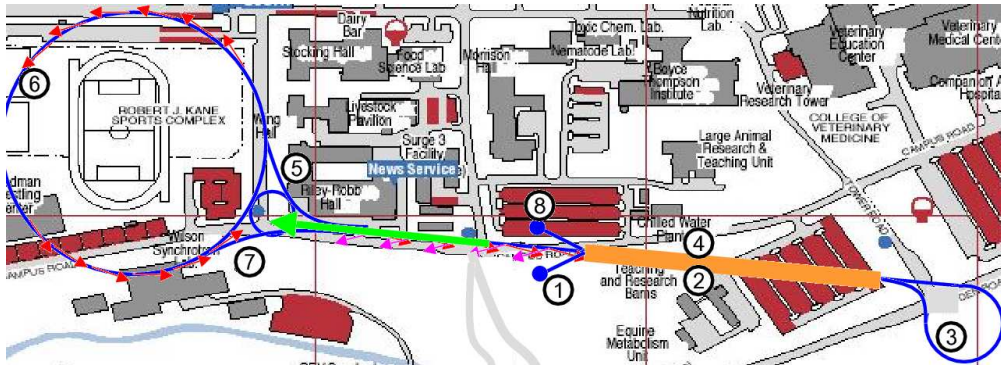 Dairy
Bar
Stocking Hall
Food
Science Lab
Morrison
Hall
Toxic Chem. Lab.
Nematode Lab.
Nutrition
Lab.
Boyce
Thompson
Institute
Veterinary
Education
Center
Veterinary
Medical Cente
Companion A
Hospita
Veterinary
Research Tower
COLLEGE OF
VETERINARY
MEDICINE
CAMPUS ROAD
6
ROBERT J. KANE
SPORTS COMPLEX
Wing
Hall
Livestock
Pavilion
Surge 3
Facility
News Service
Large Animal
Research &
Teaching Unit
TOWER ROAD
5
Riley-Robb
Hall
8
Chilled Water
Plant
4
Wilson
Synchrotron
CAMPUS ROAD
7
1
Teaching
and Research
Barns
2
Equine
Metabolism
Unit
3